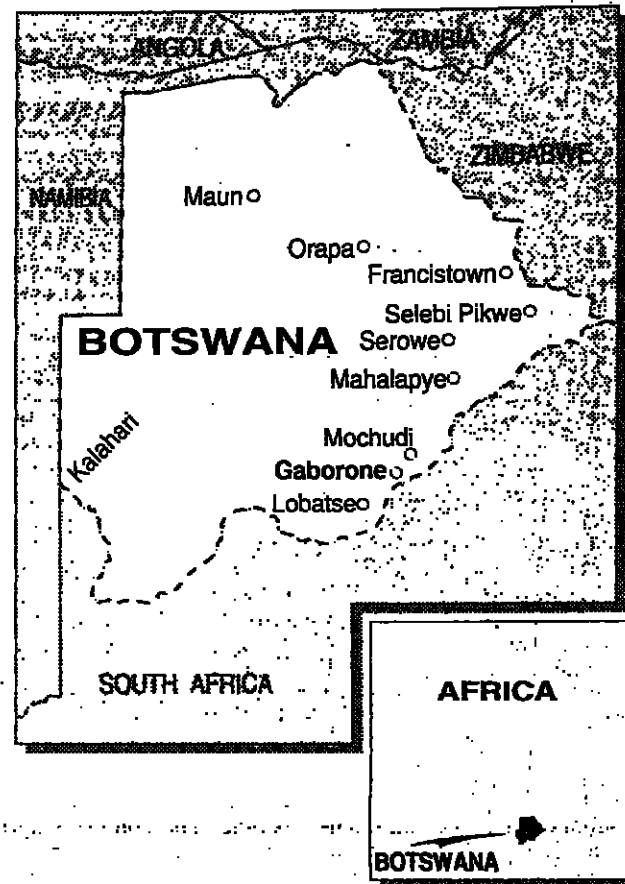 ANGOLA
ZAMBIA
ZIMBABWE
NAMIBIA
Maun
Orapa
Francistown
Selebi Pikwe
BOTSWANA
Serowe
Mahalapye
Kalahari
Mochudi
Gaborone
Lobatse
SOUTH AFRICA
AFRICA
BOTSWANA